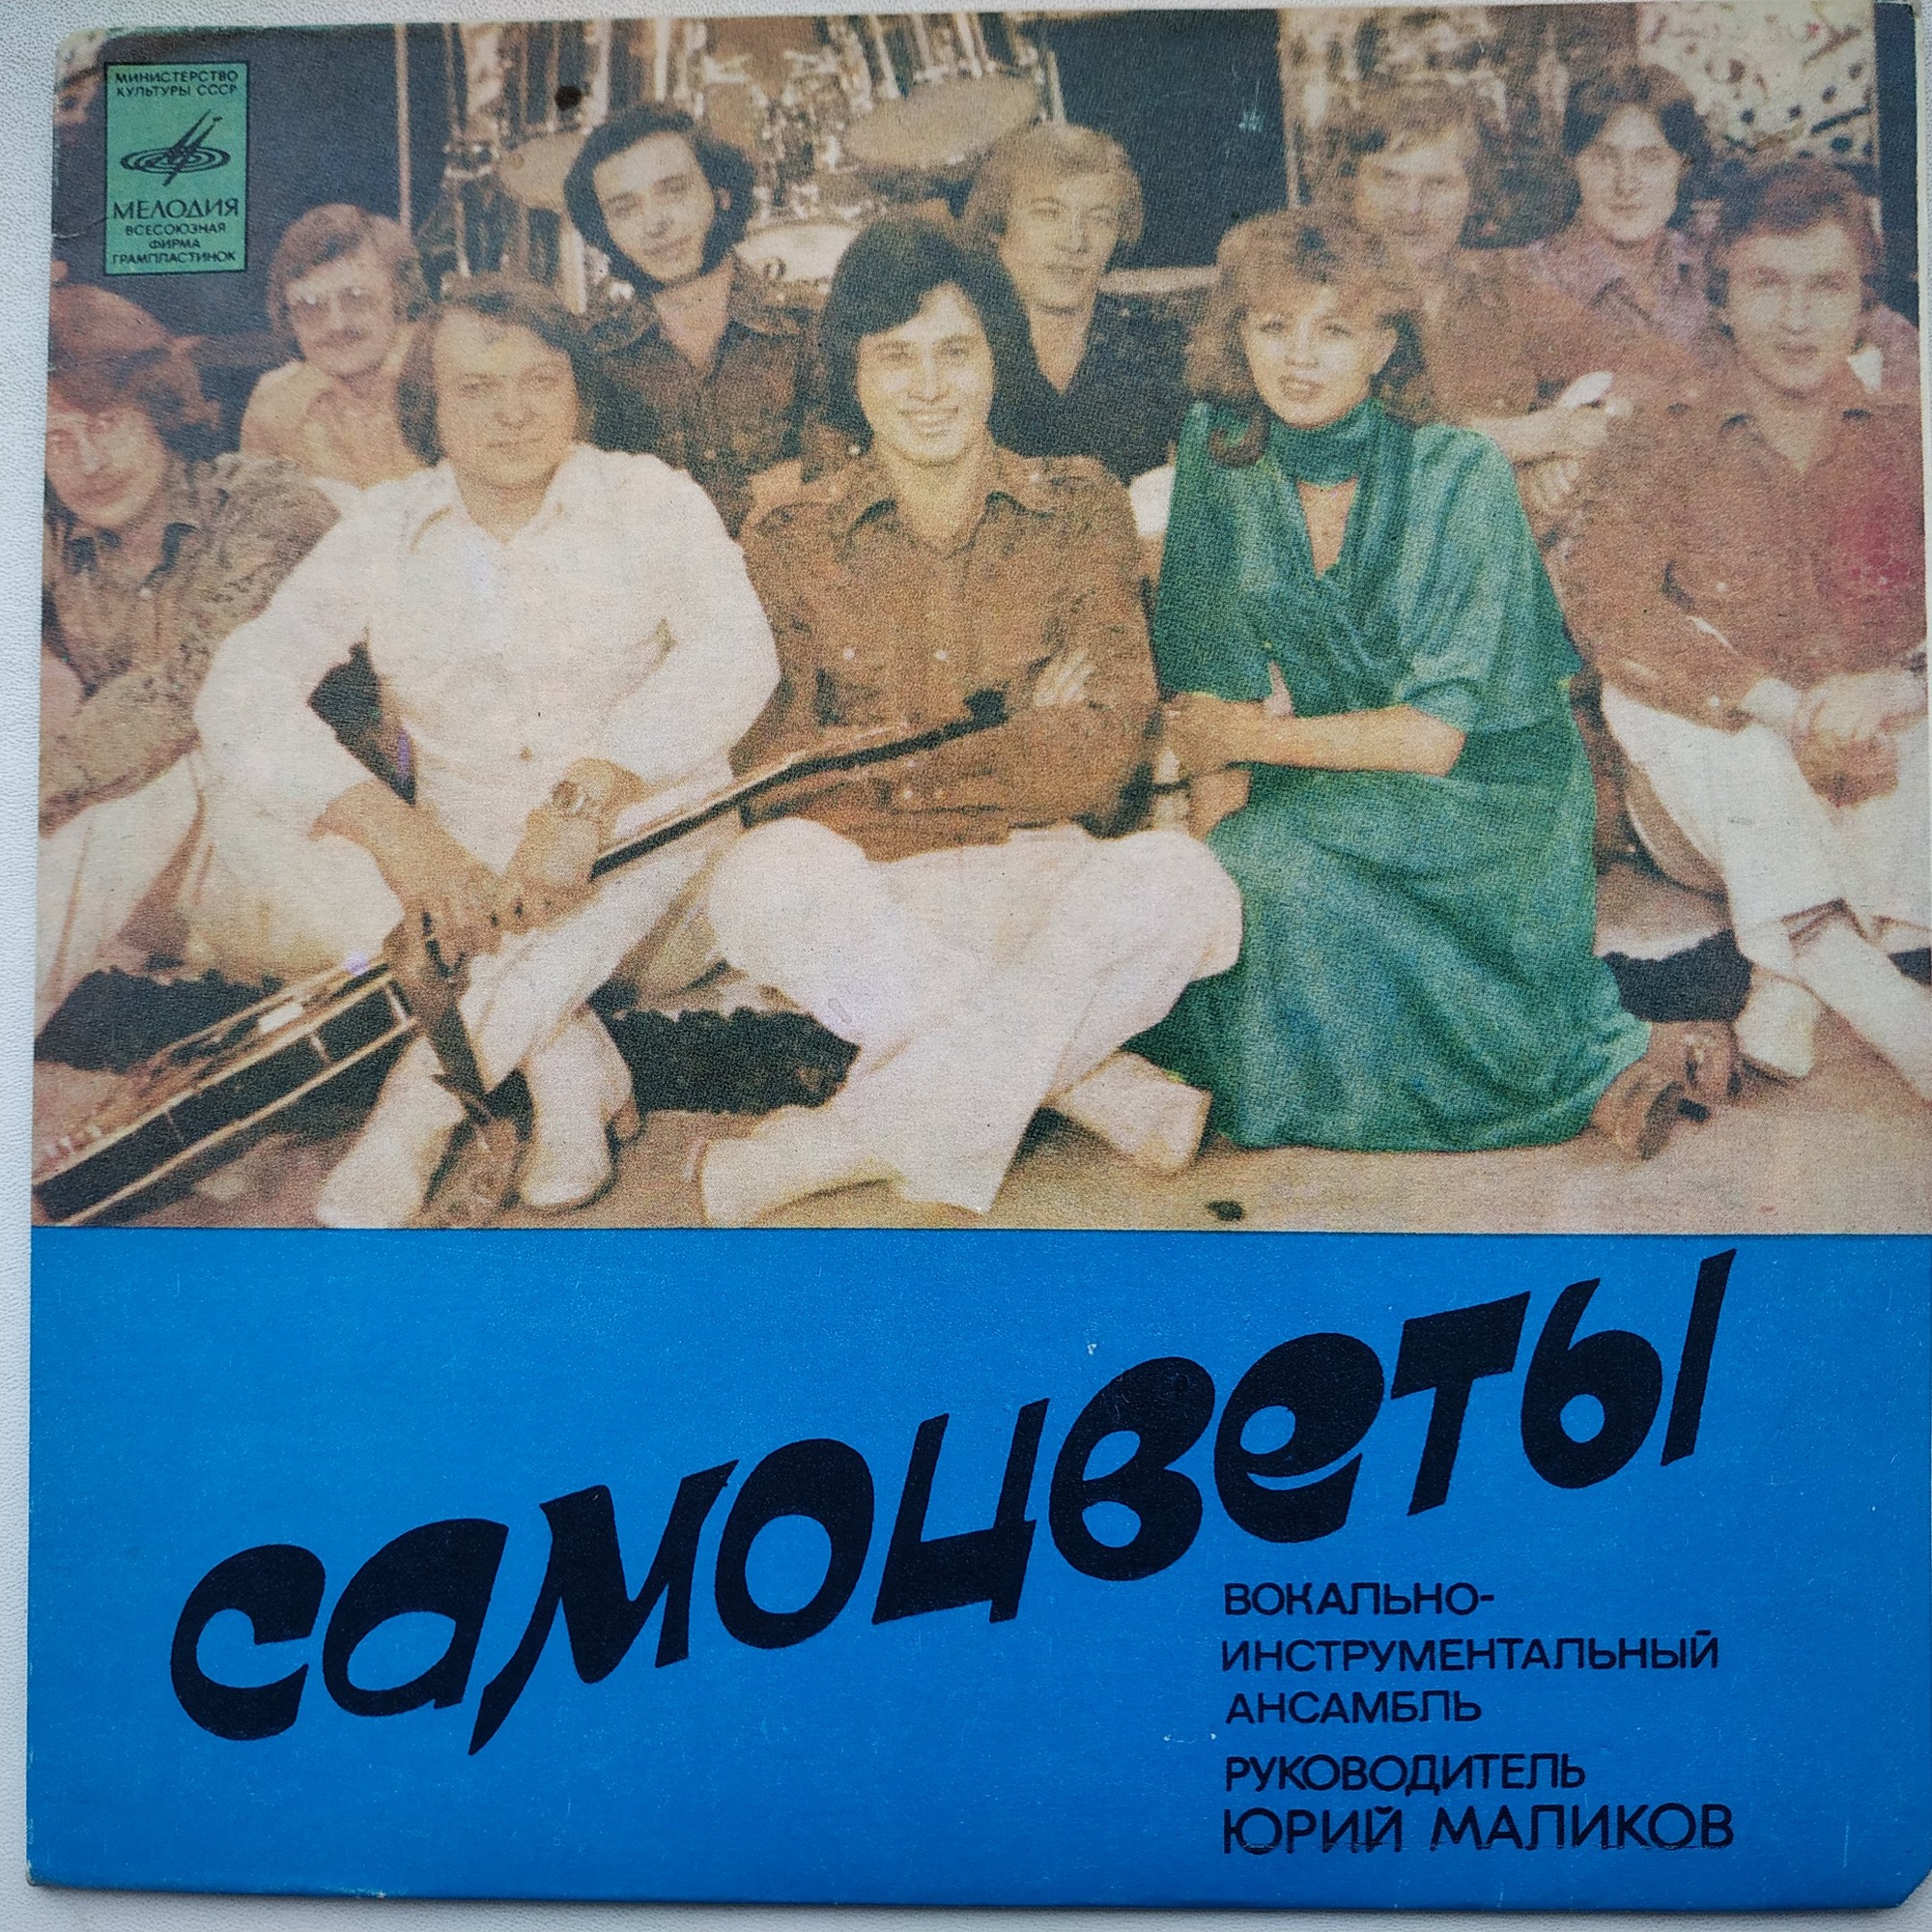 МИНИСТЕРСТВО
КУЛЬТУРЫ СССР
МЕЛОДИЯ
ВСЕСОЮЗНАЯ
ФИРМА
ГРАМПЛАСТИНОК
самоцветы
ВОКАЛЬНО-
ИНСТРУМЕНТАЛЬНЫЙ
АНСАМБЛЬ
РУКОВОДИТЕЛЬ
ЮРИЙ МАЛИКОВ